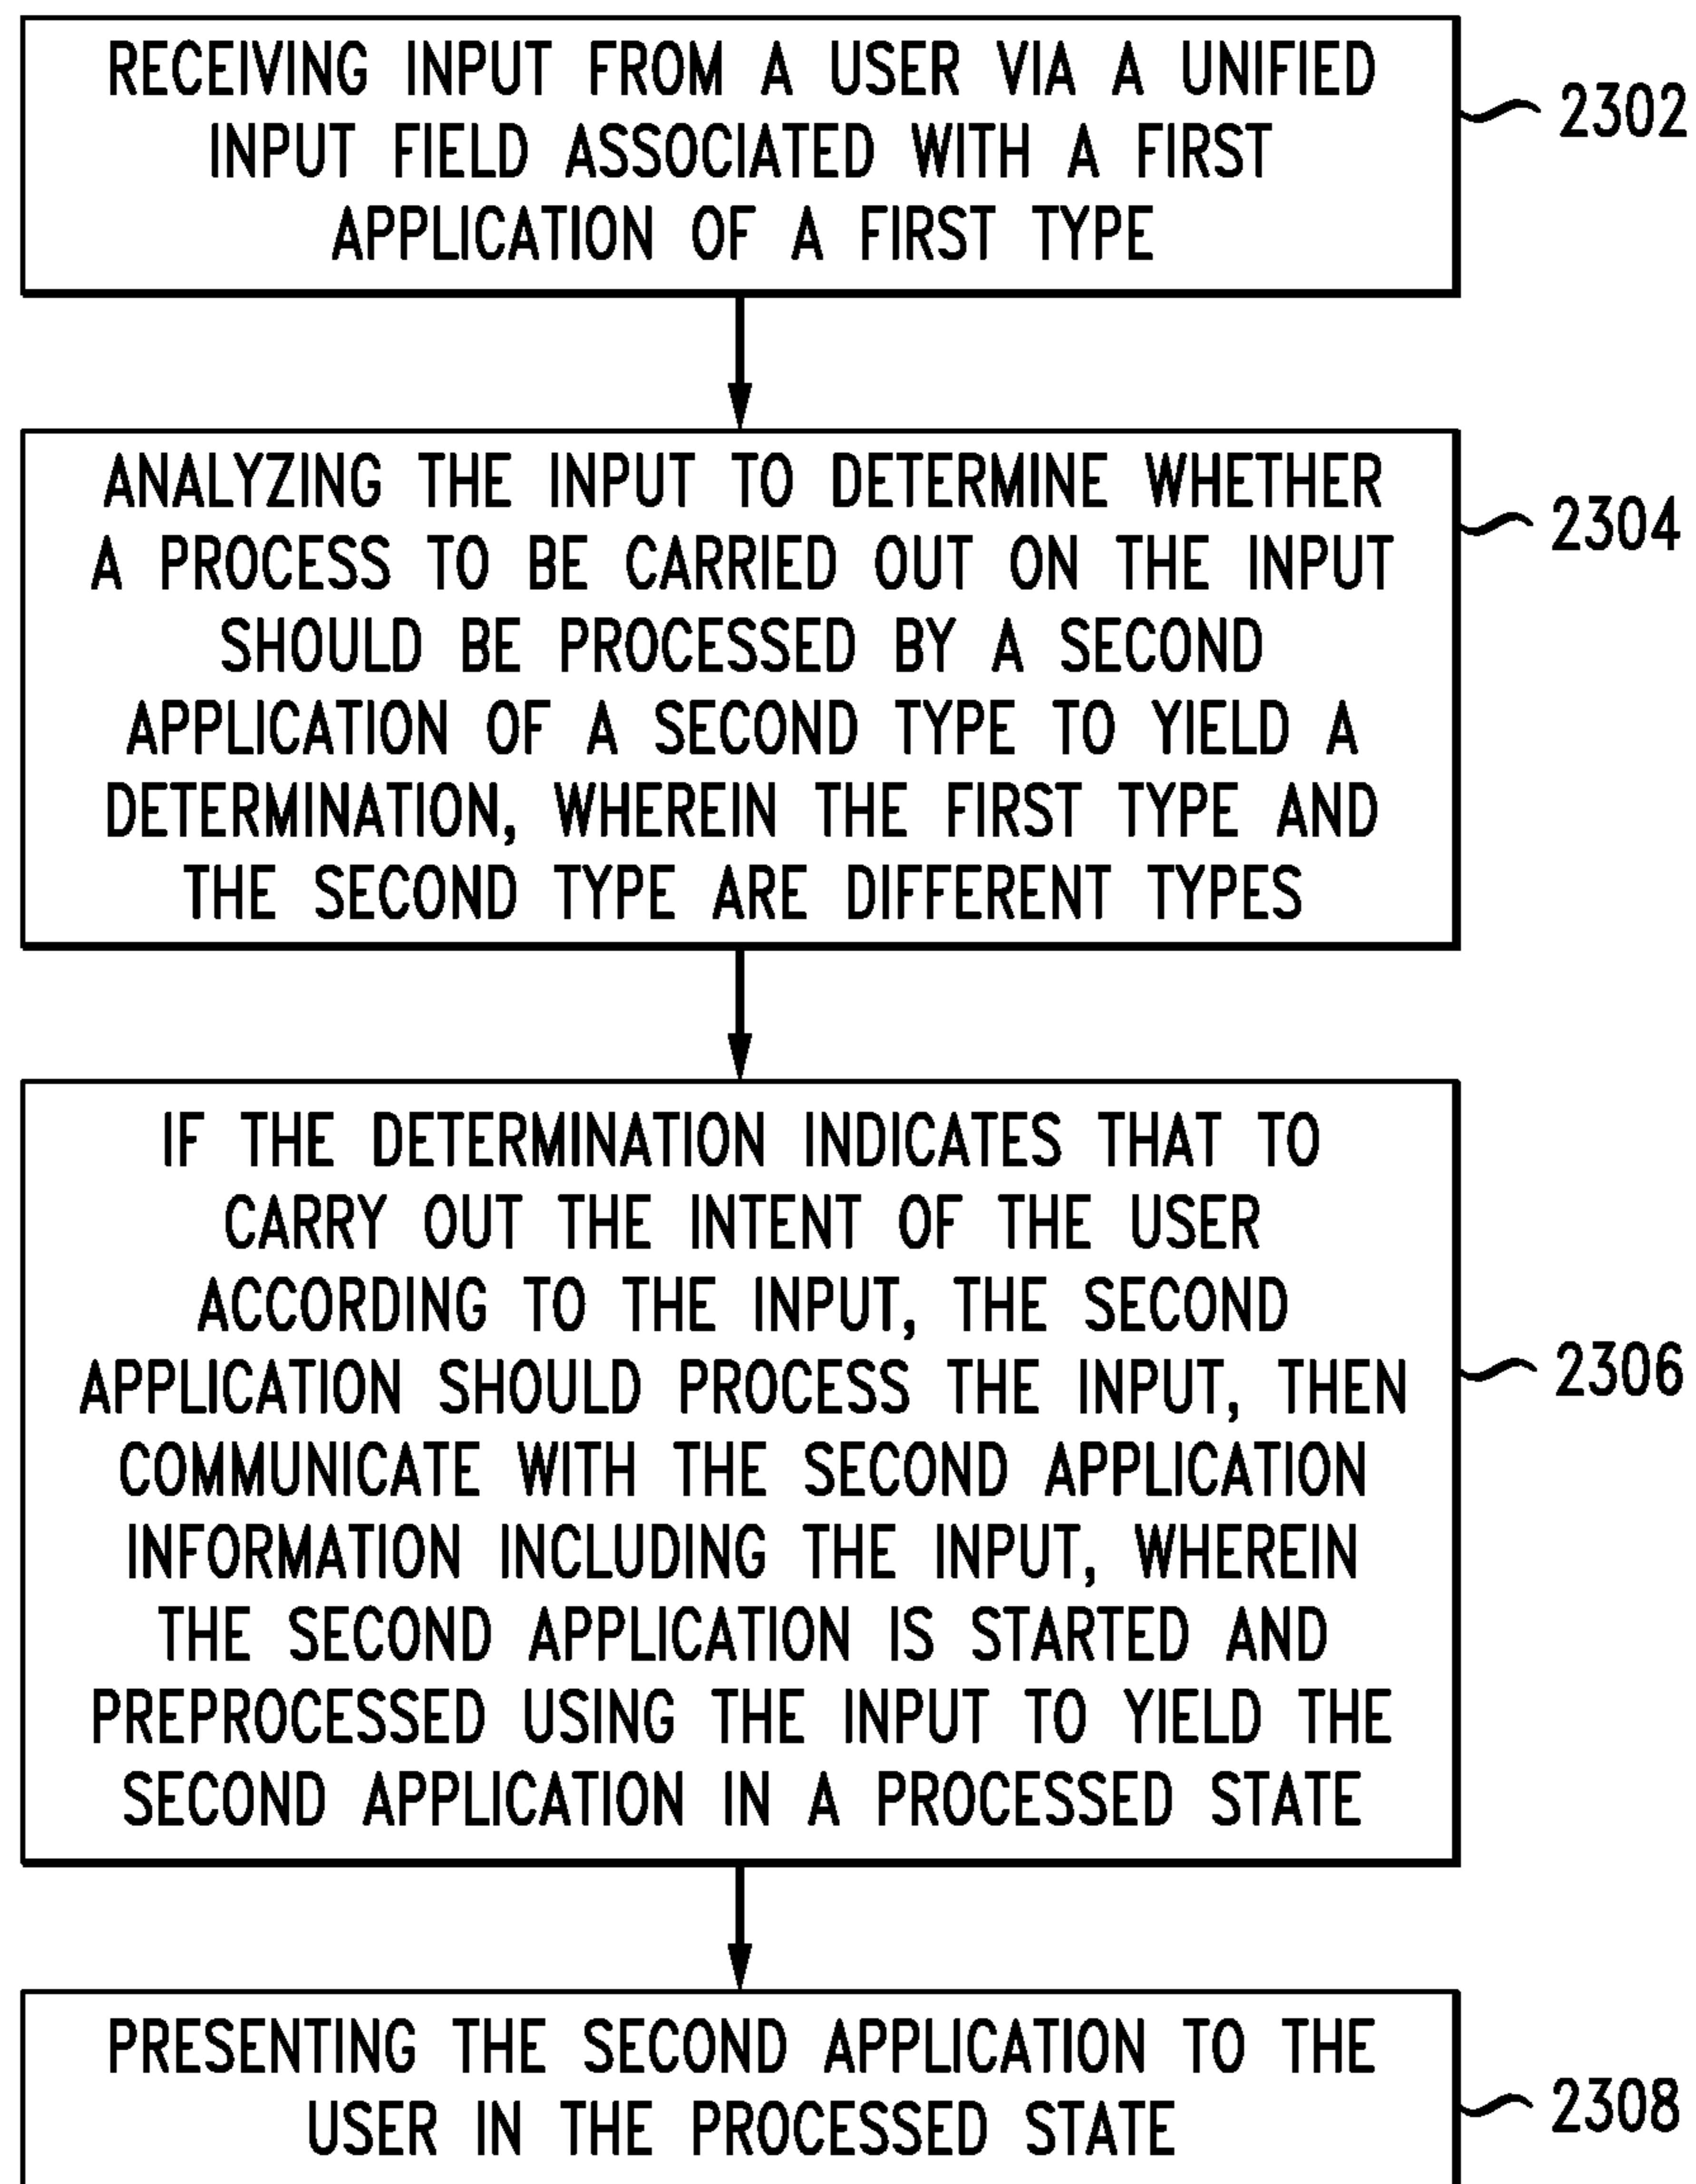 RECEIVING INPUT FROM A USER VIA A UNIFIED
INPUT FIELD ASSOCIATED WITH A FIRST
APPLICATION OF A FIRST TYPE
2302
ANALYZING THE INPUT TO DETERMINE WHETHER
A PROCESS TO BE CARRIED OUT ON THE INPUT
SHOULD BE PROCESSED BY A SECOND
APPLICATION OF A SECOND TYPE TO YIELD A
DETERMINATION, WHEREIN THE FIRST TYPE AND
THE SECOND TYPE ARE DIFFERENT TYPES
2304
IF THE DETERMINATION INDICATES THAT TO
CARRY OUT THE INTENT OF THE USER
ACCORDING TO THE INPUT, THE SECOND
APPLICATION SHOULD PROCESS THE INPUT, THEN
COMMUNICATE WITH THE SECOND APPLICATION
INFORMATION INCLUDING THE INPUT, WHEREIN
THE SECOND APPLICATION IS STARTED AND
PREPROCESSED USING THE INPUT TO YIELD THE
SECOND APPLICATION IN A PROCESSED STATE
2306
PRESENTING THE SECOND APPLICATION TO THE
USER IN THE PROCESSED STATE
2308